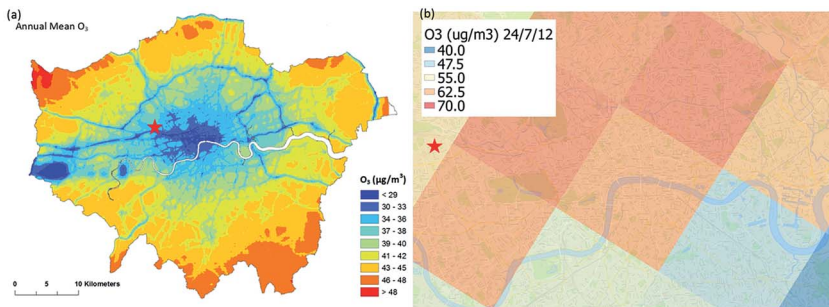 (a)
Annual Mean O₃
O₃ (µg/m³)
< 29
30 - 33
34 - 36
37 - 38
39 - 40
41 - 42
43 - 45
46 - 48
> 48
0 5 10 Kilometers
(b)
O3 (ug/m3) 24/7/12
40.0
47.5
55.0
62.5
70.0